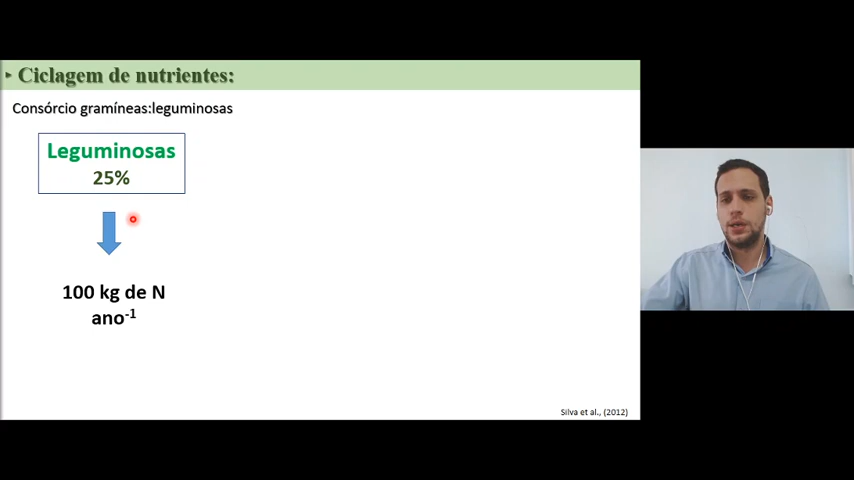 Ciclagem de nutrientes:
Consórcio gramíneas:leguminosas
Leguminosas
25%
100 kg de N
ano⁻¹
Silva et al., (2012)